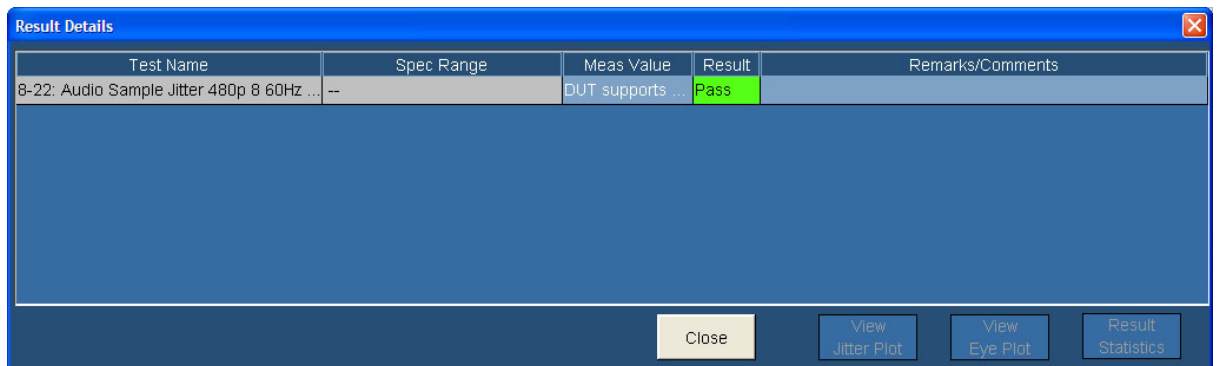 Result Details
Test Name Spec Range Meas Value Result Remarks/Comments
8-22: Audio Sample Jitter 480p 8 60Hz ... -- DUT supports ... Pass
Close View Jitter Plot View Eye Plot Result Statistics